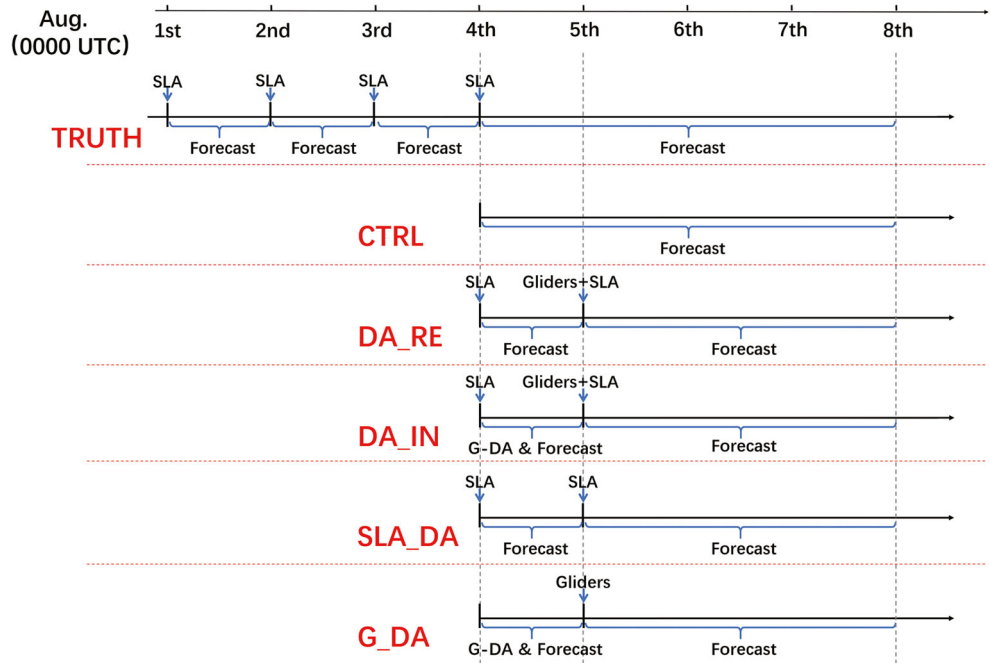 Aug.
(0000 UTC)
1st 2nd 3rd 4th 5th 6th 7th 8th
SLA SLA SLA SLA
TRUTH
Forecast Forecast Forecast Forecast
CTRL
Forecast
SLA Gliders+SLA
DA_RE
Forecast Forecast
SLA Gliders+SLA
DA_IN
G-DA & Forecast Forecast
SLA SLA
SLA_DA
Forecast Forecast
Gliders
G_DA
G-DA & Forecast Forecast